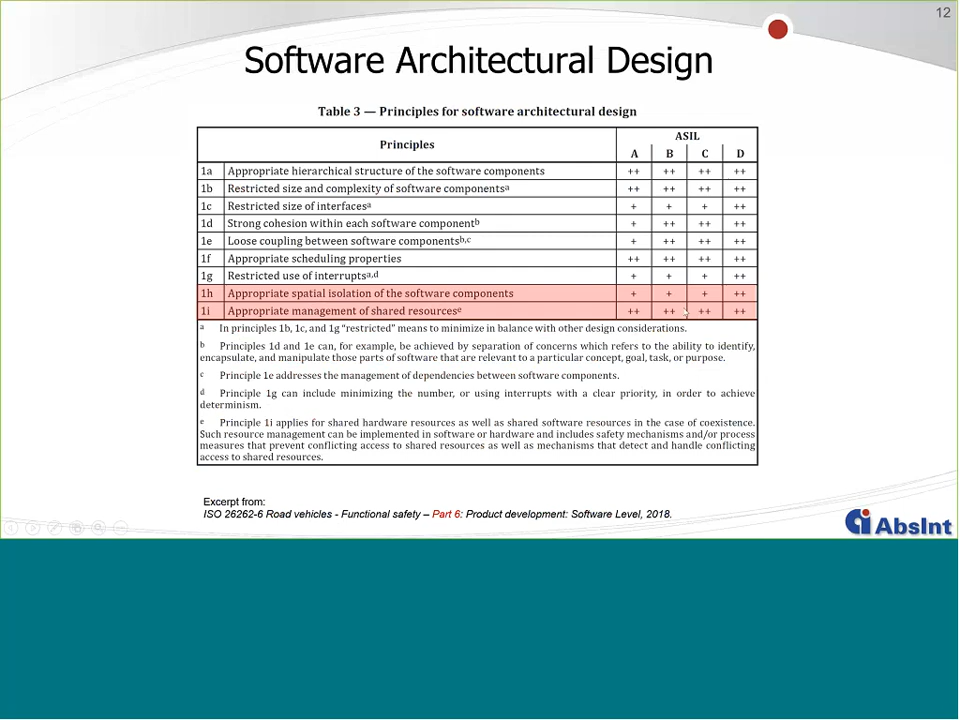 12
Software Architectural Design
Table 3 — Principles for software architectural design
Principles ASIL
A B C D
1a Appropriate hierarchical structure of the software components ++ ++ ++ ++
1b Restricted size and complexity of software componentsa ++ ++ ++ ++
1c Restricted size of interfacesa + + + ++
1d Strong cohesion within each software componentb + ++ ++ ++
1e Loose coupling between software componentsb,c + ++ ++ ++
1f Appropriate scheduling properties ++ ++ ++ ++
1g Restricted use of interruptsa,d + + + ++
1h Appropriate spatial isolation of the software components + + + ++
1i Appropriate management of shared resourcese ++ ++ ++ ++
a In principles 1b, 1c, and 1g “restricted” means to minimize in balance with other design considerations.
b Principles 1d and 1e can, for example, be achieved by separation of concerns which refers to the ability to identify,
encapsulate, and manipulate those parts of software that are relevant to a particular concept, goal, task, or purpose.
c Principle 1e addresses the management of dependencies between software components.
d Principle 1g can include minimizing the number, or using interrupts with a clear priority, in order to achieve
determinism.
e Principle 1i applies for shared hardware resources as well as shared software resources in the case of coexistence.
Such resource management can be implemented in software or hardware and includes safety mechanisms and/or process
measures that prevent conflicting access to shared resources as well as mechanisms that detect and handle conflicting
access to shared resources.
Excerpt from:
ISO 26262-6 Road vehicles - Functional safety – Part 6: Product development: Software Level, 2018.
AbsInt